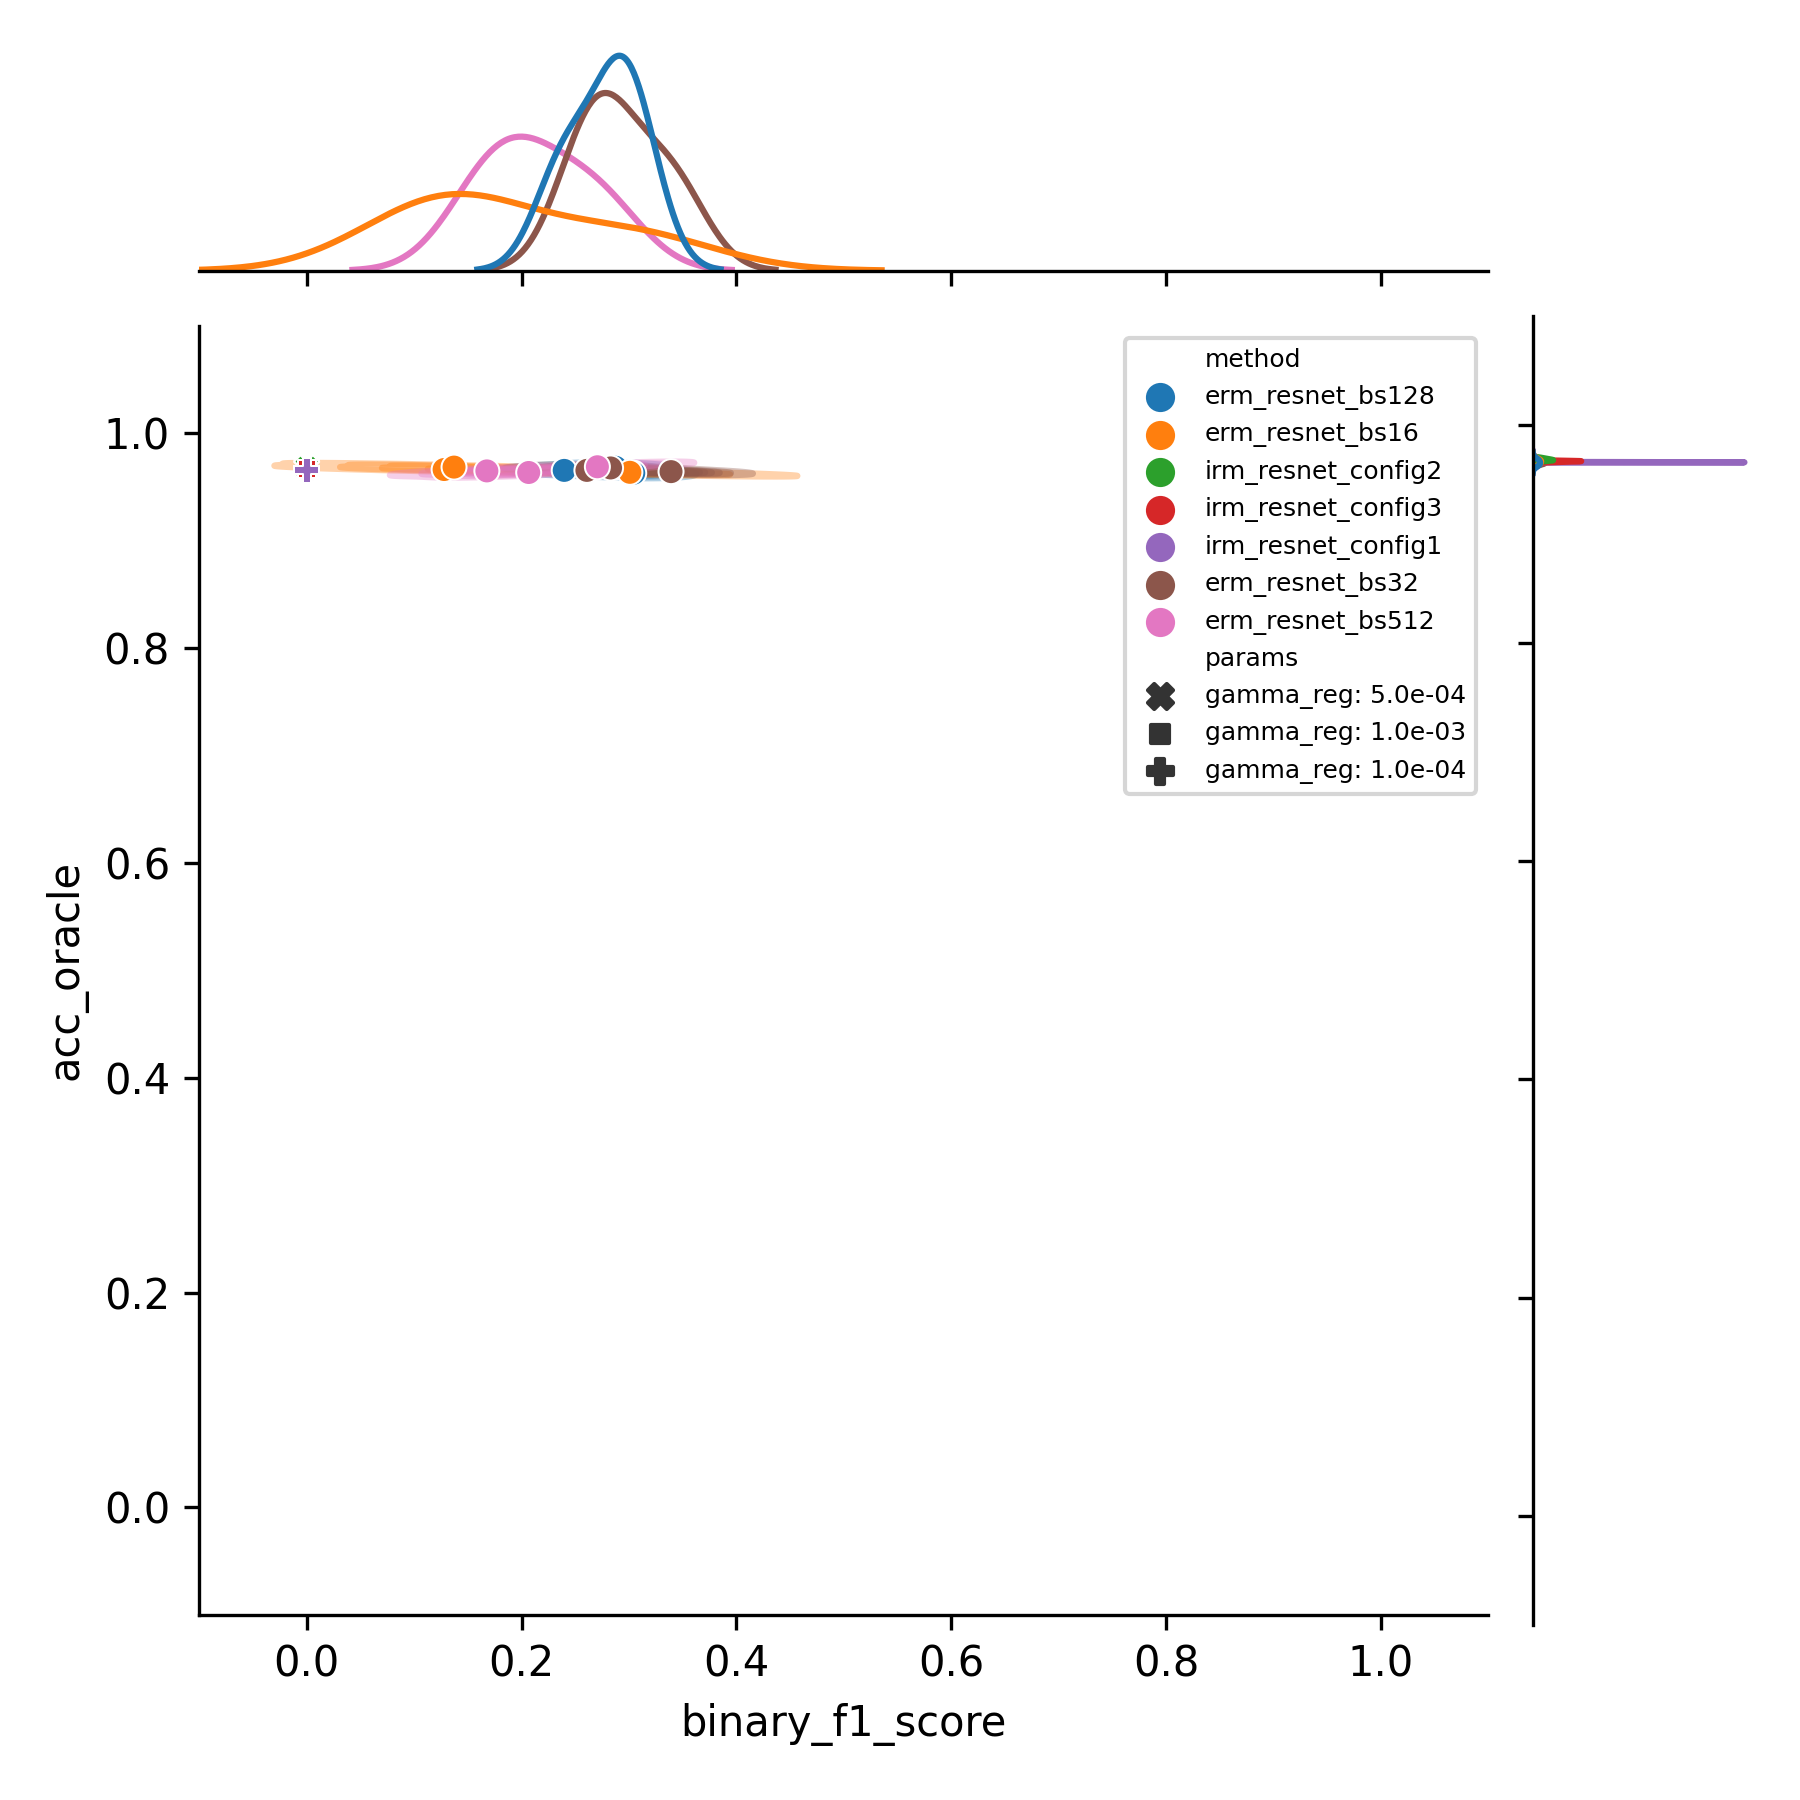 method
erm_resnet_bs128
erm_resnet_bs16
irm_resnet_config2
irm_resnet_config3
irm_resnet_config1
erm_resnet_bs32
erm_resnet_bs512
params
gamma_reg: 5.0e-04
gamma_reg: 1.0e-03
gamma_reg: 1.0e-04
1.0
0.8
0.6
0.4
0.2
0.0
acc_oracle
0.0 0.2 0.4 0.6 0.8 1.0
binary_f1_score